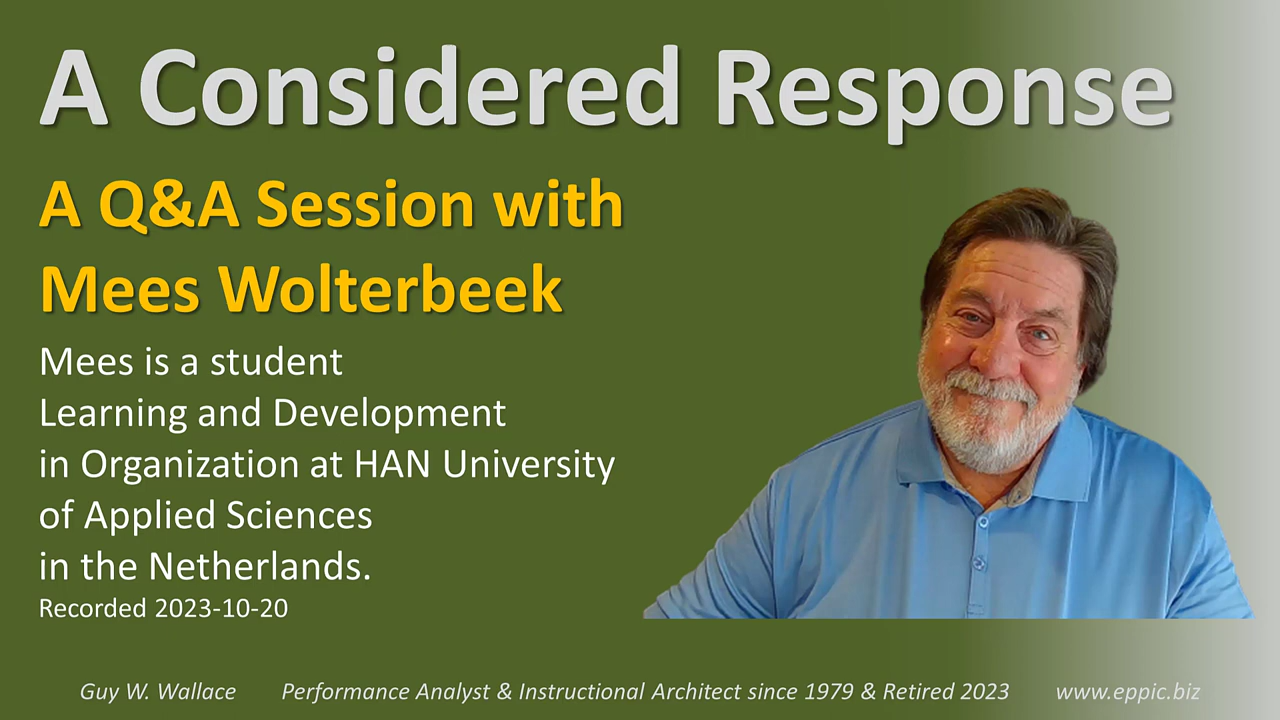 A Considered Response
A Q&A Session with
Mees Wolterbeek
Mees is a student
Learning and Development
in Organization at HAN University
of Applied Sciences
in the Netherlands.
Recorded 2023-10-20
Guy W. Wallace Performance Analyst & Instructional Architect since 1979 & Retired 2023 www.eppic.biz